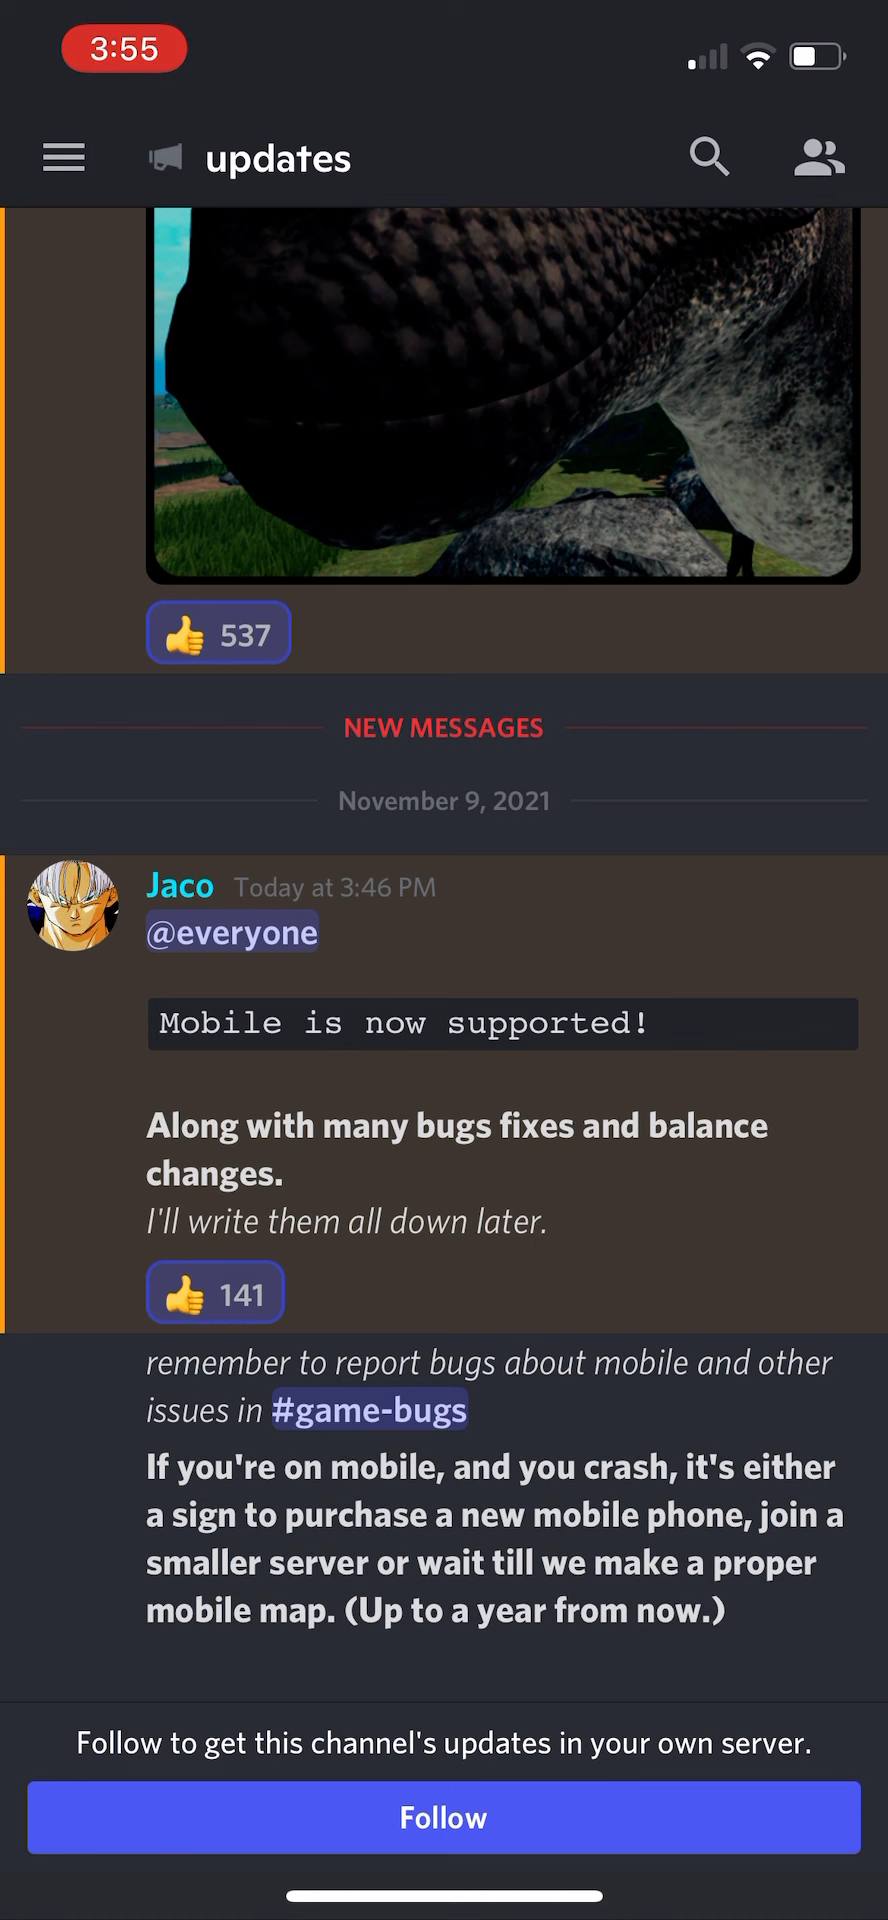 3:55
updates
👍 537
NEW MESSAGES
November 9, 2021
Jaco Today at 3:46 PM
@everyone
Mobile is now supported!
Along with many bugs fixes and balance
changes.
I'll write them all down later.
👍 141
remember to report bugs about mobile and other
issues in #game-bugs
If you're on mobile, and you crash, it's either
a sign to purchase a new mobile phone, join a
smaller server or wait till we make a proper
mobile map. (Up to a year from now.)
Follow to get this channel's updates in your own server.
Follow